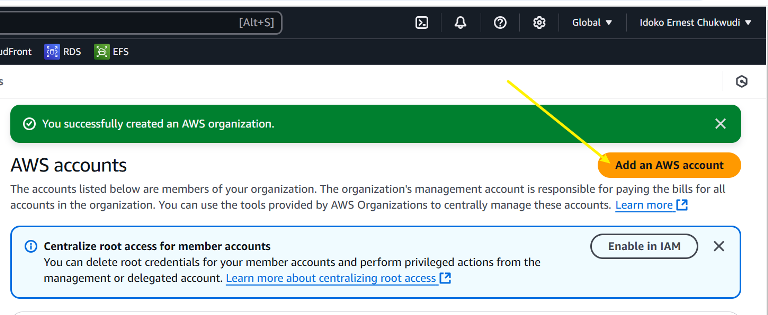 [Alt+S] Global Idoko Ernest Chukwudi
udFront RDS EFS
s
You successfully created an AWS organization.
AWS accounts
Add an AWS account
The accounts listed below are members of your organization. The organization's management account is responsible for paying the bills for all
accounts in the organization. You can use the tools provided by AWS Organizations to centrally manage these accounts. Learn more
Centralize root access for member accounts
Enable in IAM
You can delete root credentials for your member accounts and perform privileged actions from the
management or delegated account. Learn more about centralizing root access